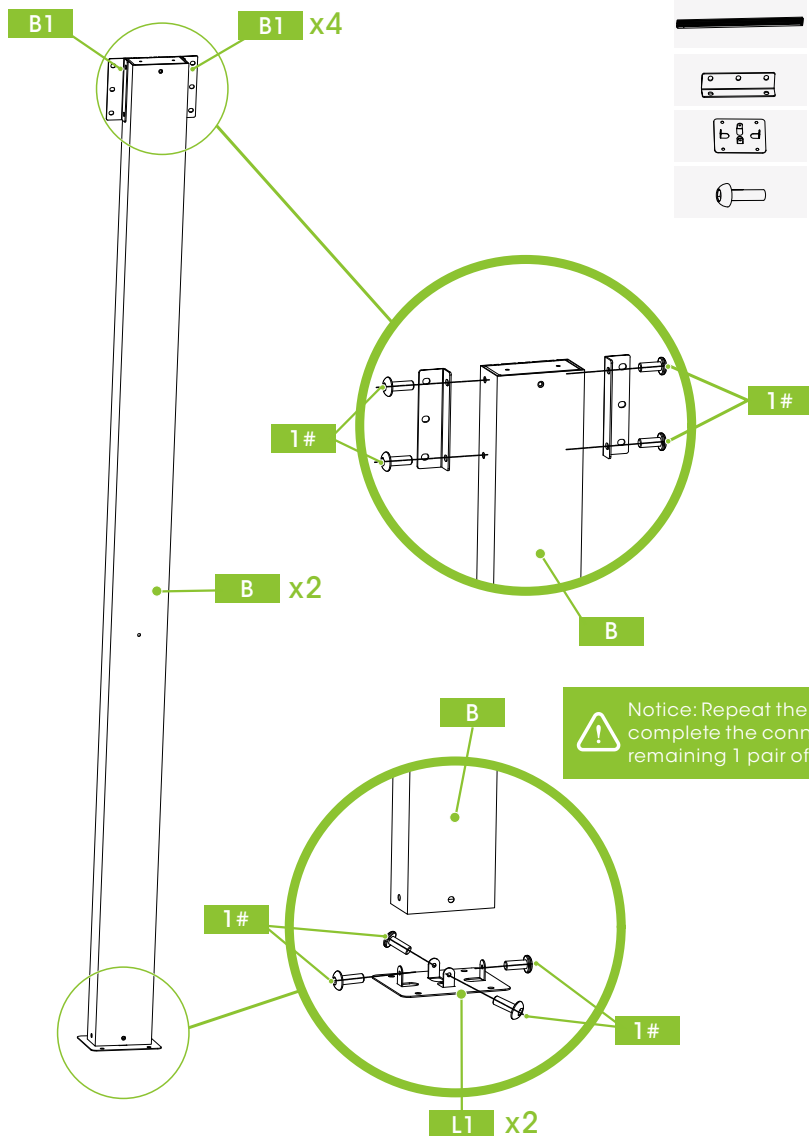 B1
B1 x4
1#
1#
B x2
B
B
Notice: Repeat the
complete the conn
remaining 1 pair of
1#
1#
L1 x2